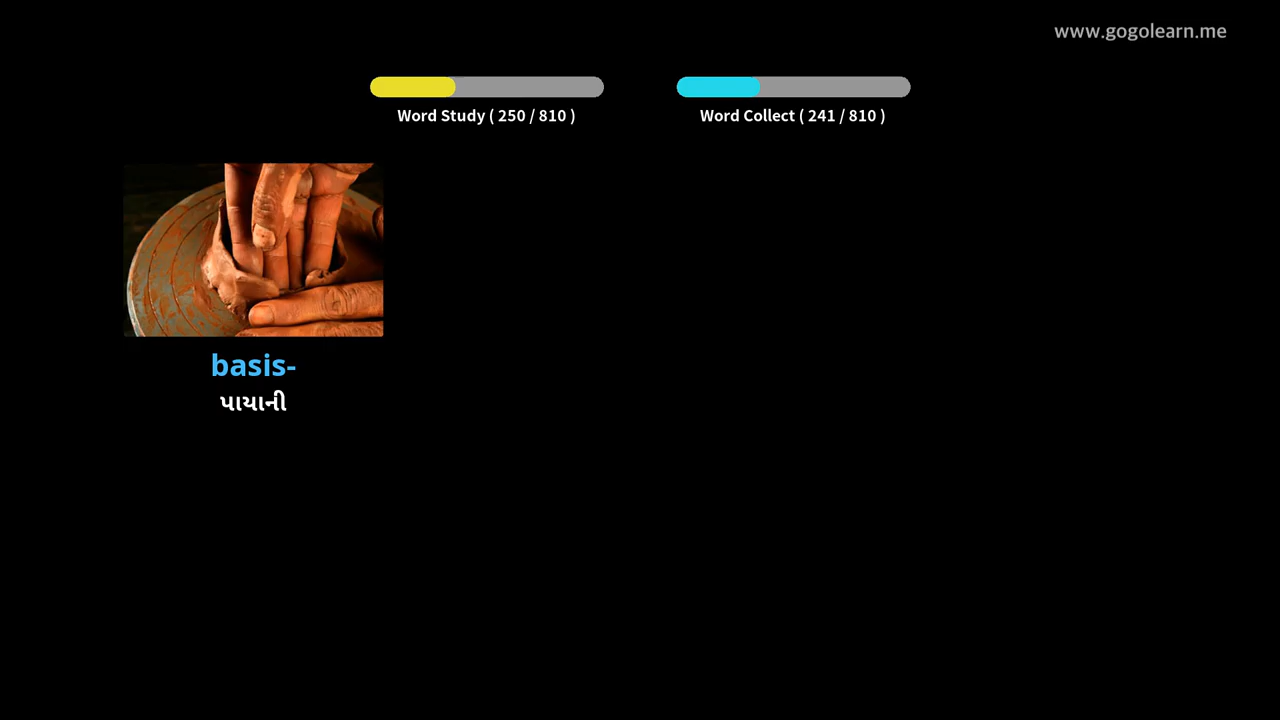 www.gogolearn.me
Word Study ( 250 / 810 )
Word Collect ( 241 / 810 )
basis-
પાયાની